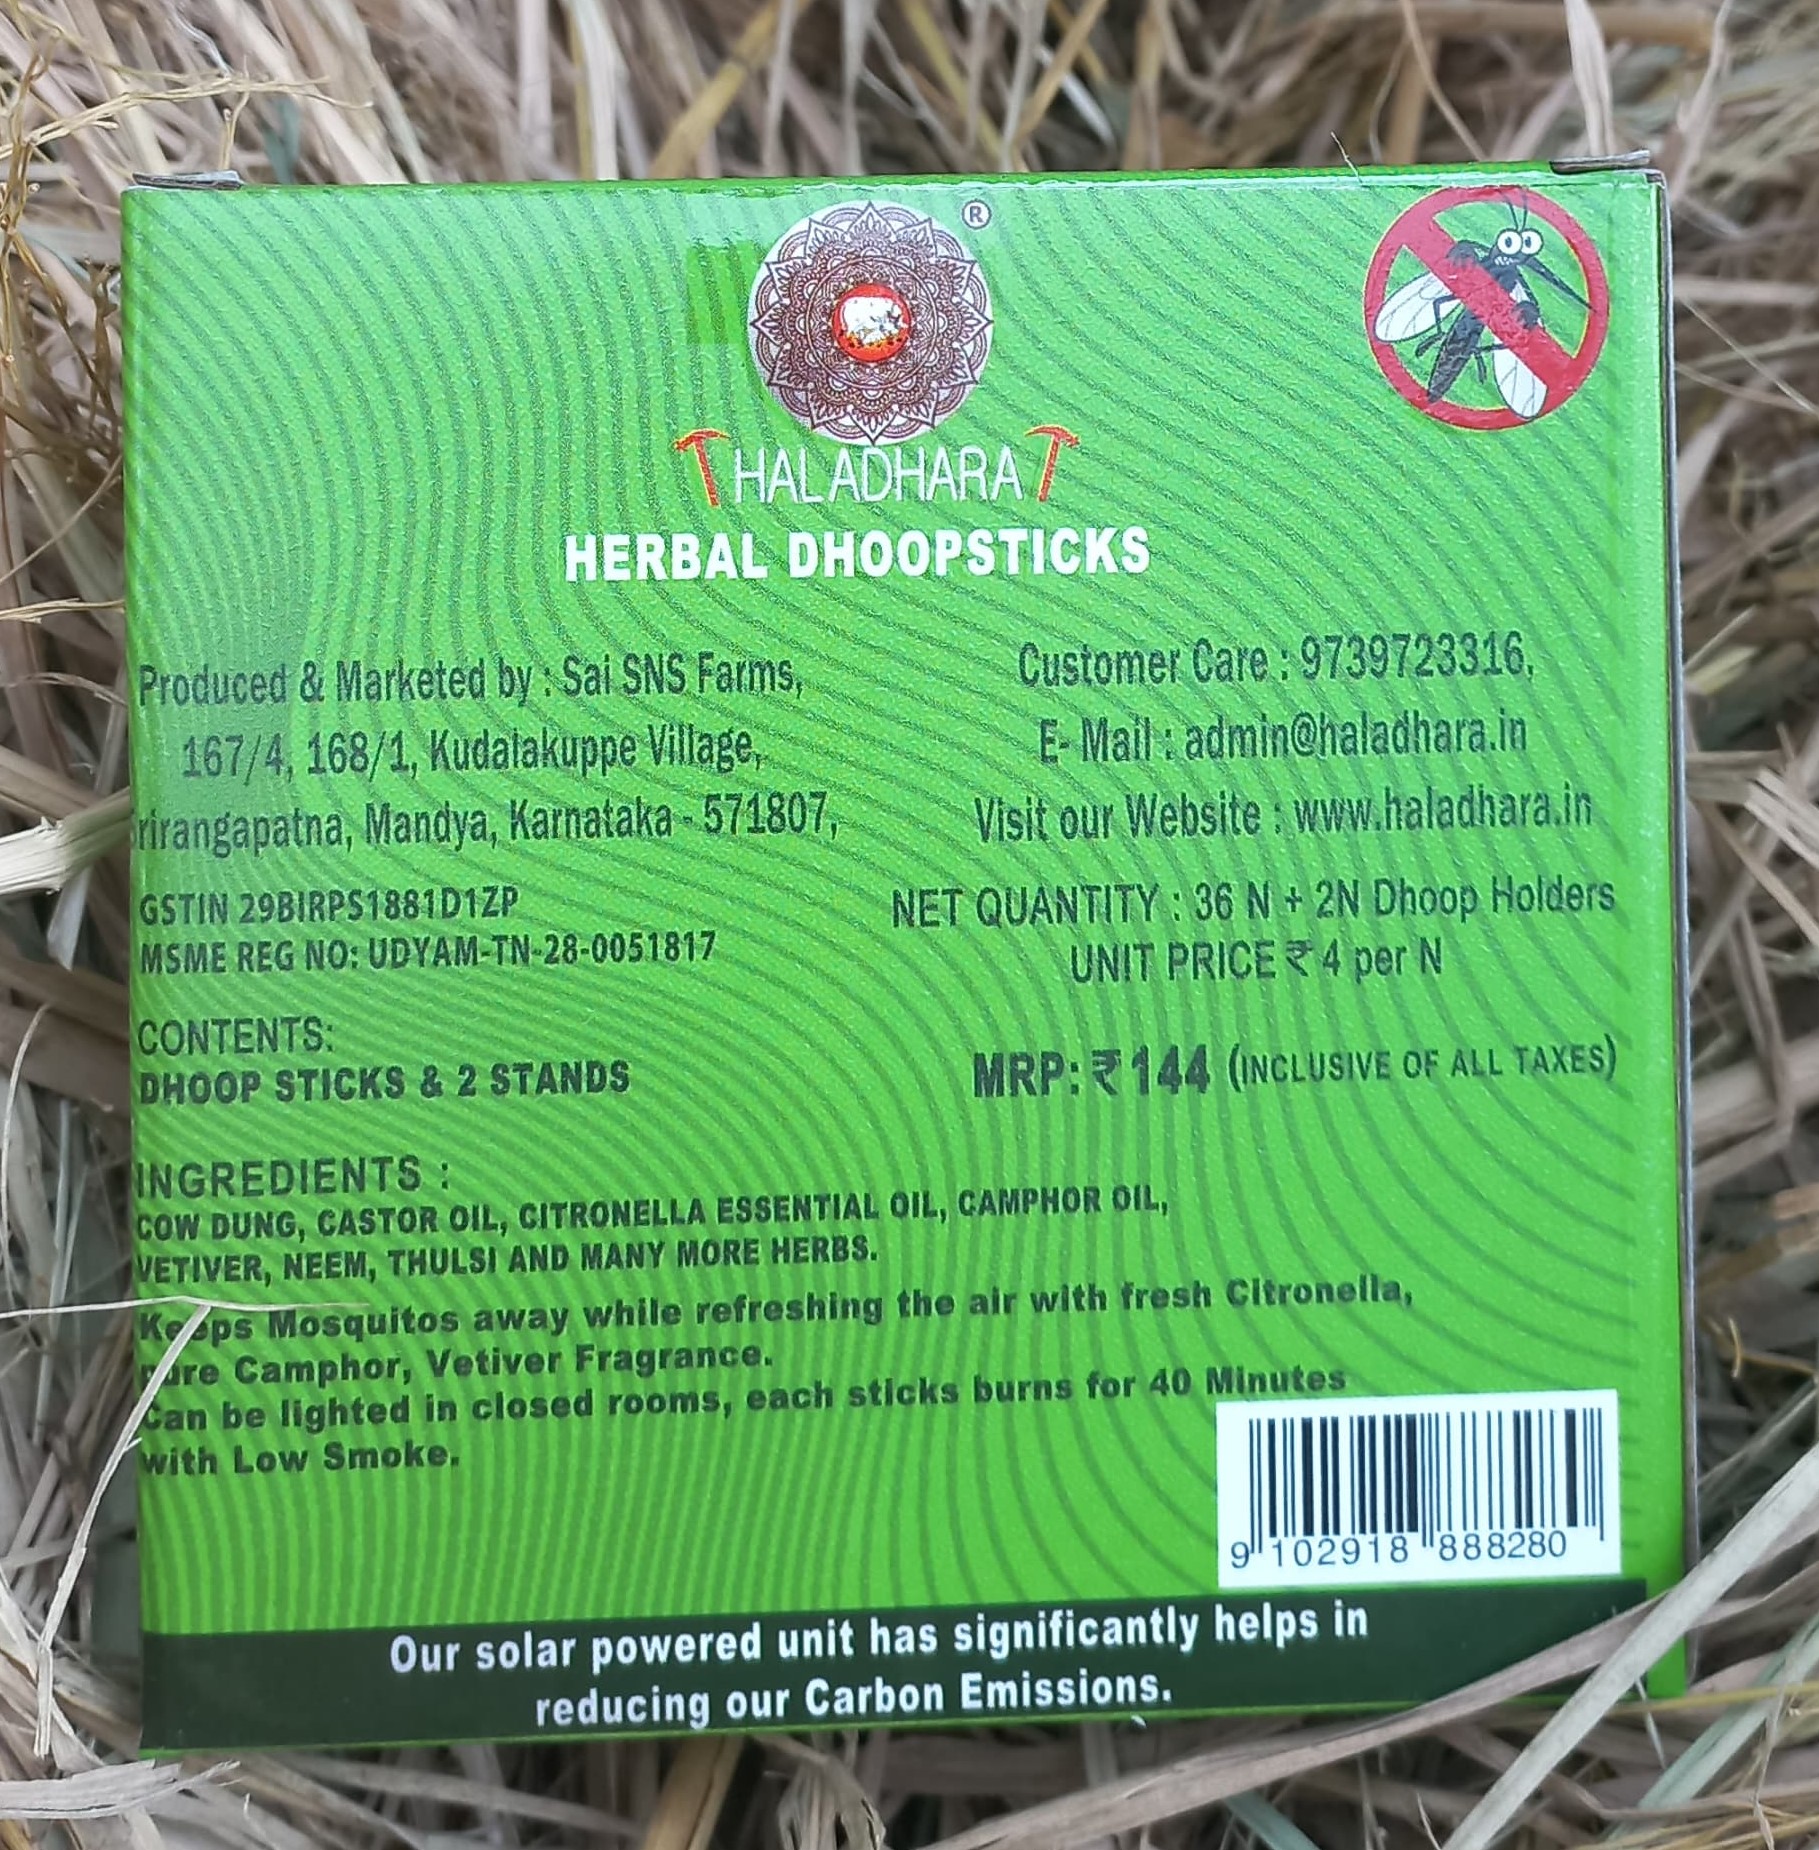 ®
HALADHARA
HERBAL DHOOPSTICKS
Produced & Marketed by : Sai SNS Farms,
167/4, 168/1, Kudalakuppe Village,
rirangapatna, Mandya, Karnataka - 571807,
GSTIN 29BIRPS1881D1ZP
MSME REG NO: UDYAM-TN-28-0051817
CONTENTS:
DHOOP STICKS & 2 STANDS
Customer Care : 9739723316,
E- Mail : admin@haladhara.in
Visit our Website : www.haladhara.in
NET QUANTITY : 36 N + 2N Dhoop Holders
UNIT PRICE ₹ 4 per N
MRP: ₹ 144 (INCLUSIVE OF ALL TAXES)
INGREDIENTS :
COW DUNG, CASTOR OIL, CITRONELLA ESSENTIAL OIL, CAMPHOR OIL,
VETIVER, NEEM, THULSI AND MANY MORE HERBS.
Keeps Mosquitos away while refreshing the air with fresh Citronella,
pure Camphor, Vetiver Fragrance.
Can be lighted in closed rooms, each sticks burns for 40 Minutes
with Low Smoke.
9 102918 888280
Our solar powered unit has significantly helps in
reducing our Carbon Emissions.